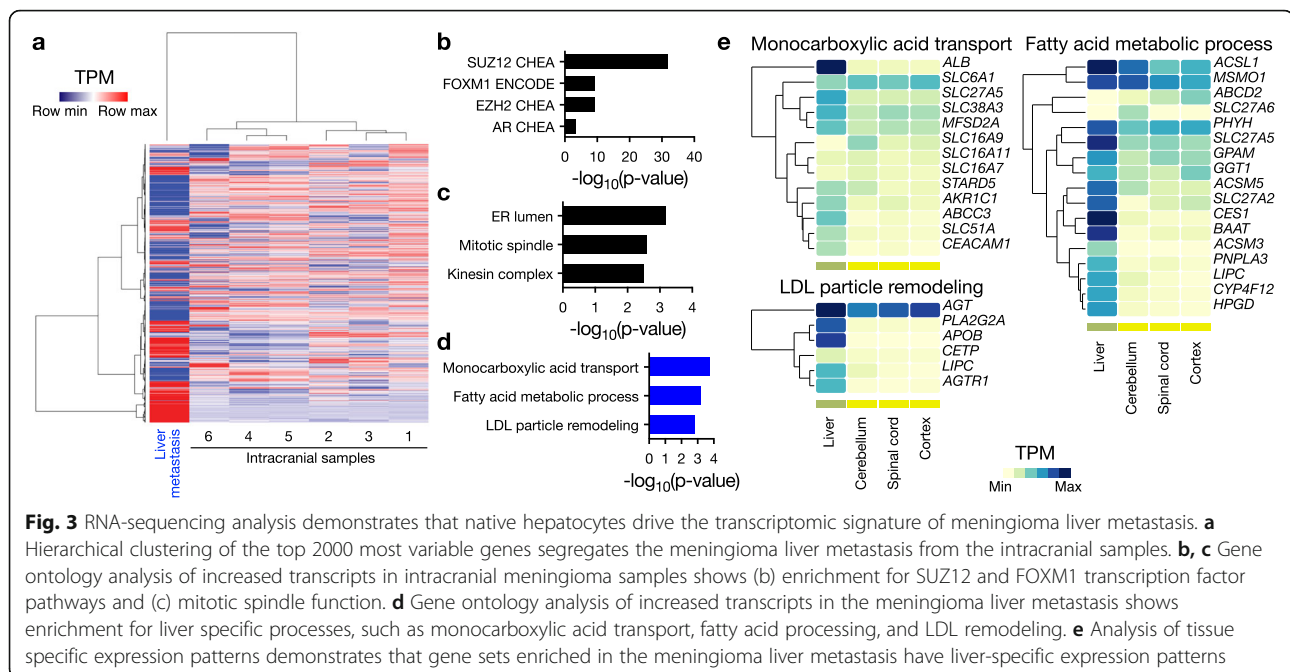 a
TPM
Row min Row max
Liver
metastasis
6 4 5 2 3 1
Intracranial samples
b
SUZ12 CHEA
FOXM1 ENCODE
EZH2 CHEA
AR CHEA
0 10 20 30 40
-log10(p-value)
c
ER lumen
Mitotic spindle
Kinesin complex
0 1 2 3 4
-log10(p-value)
d
Monocarboxylic acid transport
Fatty acid metabolic process
LDL particle remodeling
0 1 2 3 4
-log10(p-value)
e
Monocarboxylic acid transport
ALB
SLC6A1
SLC27A5
SLC38A3
MFSD2A
SLC16A9
SLC16A11
SLC16A7
STARD5
AKR1C1
ABCC3
SLC51A
CEACAM1
LDL particle remodeling
AGT
PLA2G2A
APOB
CETP
LIPC
AGTR1
Liver
Cerebellum
Spinal cord
Cortex
Fatty acid metabolic process
ACSL1
MSMO1
ABCD2
SLC27A6
PHYH
SLC27A5
GPAM
GGT1
ACSM5
SLC27A2
CES1
BAAT
ACSM3
PNPLA3
LIPC
CYP4F12
HPGD
Liver
Cerebellum
Spinal cord
Cortex
TPM
Min Max
Fig. 3 RNA-sequencing analysis demonstrates that native hepatocytes drive the transcriptomic signature of meningioma liver metastasis. a
Hierarchical clustering of the top 2000 most variable genes segregates the meningioma liver metastasis from the intracranial samples. b, c Gene
ontology analysis of increased transcripts in intracranial meningioma samples shows (b) enrichment for SUZ12 and FOXM1 transcription factor
pathways and (c) mitotic spindle function. d Gene ontology analysis of increased transcripts in the meningioma liver metastasis shows
enrichment for liver specific processes, such as monocarboxylic acid transport, fatty acid processing, and LDL remodeling. e Analysis of tissue
specific expression patterns demonstrates that gene sets enriched in the meningioma liver metastasis have liver-specific expression patterns